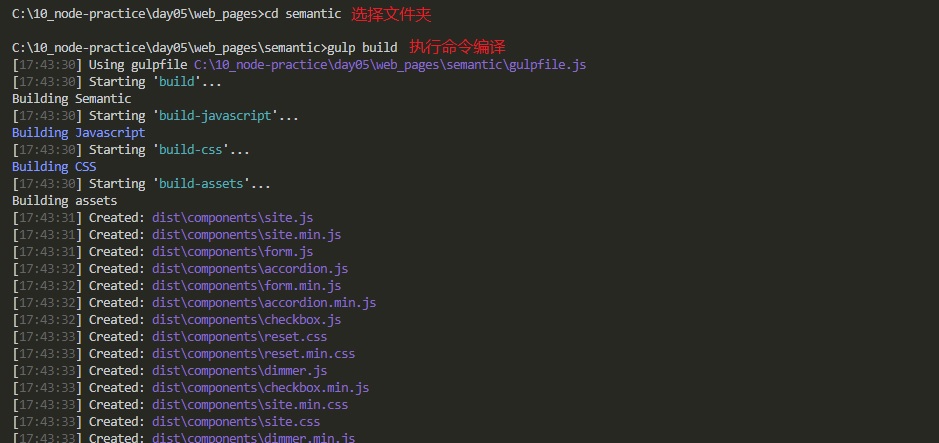 C:\10_node-practice\day05\web_pages>cd semantic 选择文件夹
C:\10_node-practice\day05\web_pages\semantic>gulp build 执行命令编译
[17:43:30] Using gulpfile C:\10_node-practice\day05\web_pages\semantic\gulpfile.js
[17:43:30] Starting 'build'...
Building Semantic
[17:43:30] Starting 'build-javascript'...
Building Javascript
[17:43:30] Starting 'build-css'...
Building CSS
[17:43:30] Starting 'build-assets'...
Building assets
[17:43:31] Created: dist\components\site.js
[17:43:31] Created: dist\components\site.min.js
[17:43:31] Created: dist\components\form.js
[17:43:32] Created: dist\components\accordion.js
[17:43:32] Created: dist\components\form.min.js
[17:43:32] Created: dist\components\accordion.min.js
[17:43:32] Created: dist\components\checkbox.js
[17:43:33] Created: dist\components\reset.css
[17:43:33] Created: dist\components\reset.min.css
[17:43:33] Created: dist\components\dimmer.js
[17:43:33] Created: dist\components\checkbox.min.js
[17:43:33] Created: dist\components\site.min.css
[17:43:33] Created: dist\components\site.css
[17:43:33] Created: dist\components\dimmer.min.js